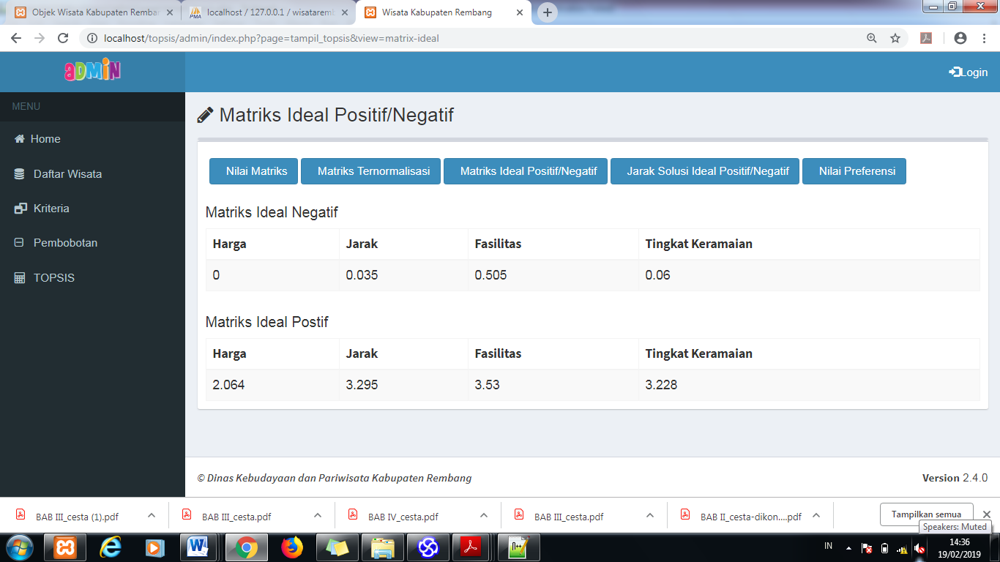 Objek Wisata Kabupaten Remban
localhost / 127.0.0.1 / wisataremb
Wisata Kabupaten Rembang
localhost/topsis/admin/index.php?page=tampil_topsis&view=matrix-ideal
aDMiN
Login
MENU
Home
Daftar Wisata
Kriteria
Pembobotan
TOPSIS
Matriks Ideal Positif/Negatif
Nilai Matriks Matriks Ternormalisasi Matriks Ideal Positif/Negatif Jarak Solusi Ideal Positif/Negatif Nilai Preferensi
Matriks Ideal Negatif
Harga Jarak Fasilitas Tingkat Keramaian
0 0.035 0.505 0.06
Matriks Ideal Postif
Harga Jarak Fasilitas Tingkat Keramaian
2.064 3.295 3.53 3.228
© Dinas Kebudayaan dan Pariwisata Kabupaten Rembang
Version 2.4.0
BAB III_cesta (1).pdf
BAB III_cesta.pdf
BAB IV_cesta.pdf
BAB III_cesta.pdf
BAB II_cesta-dikon....pdf
Tampilkan semua
Speakers: Muted
IN
14:36
19/02/2019